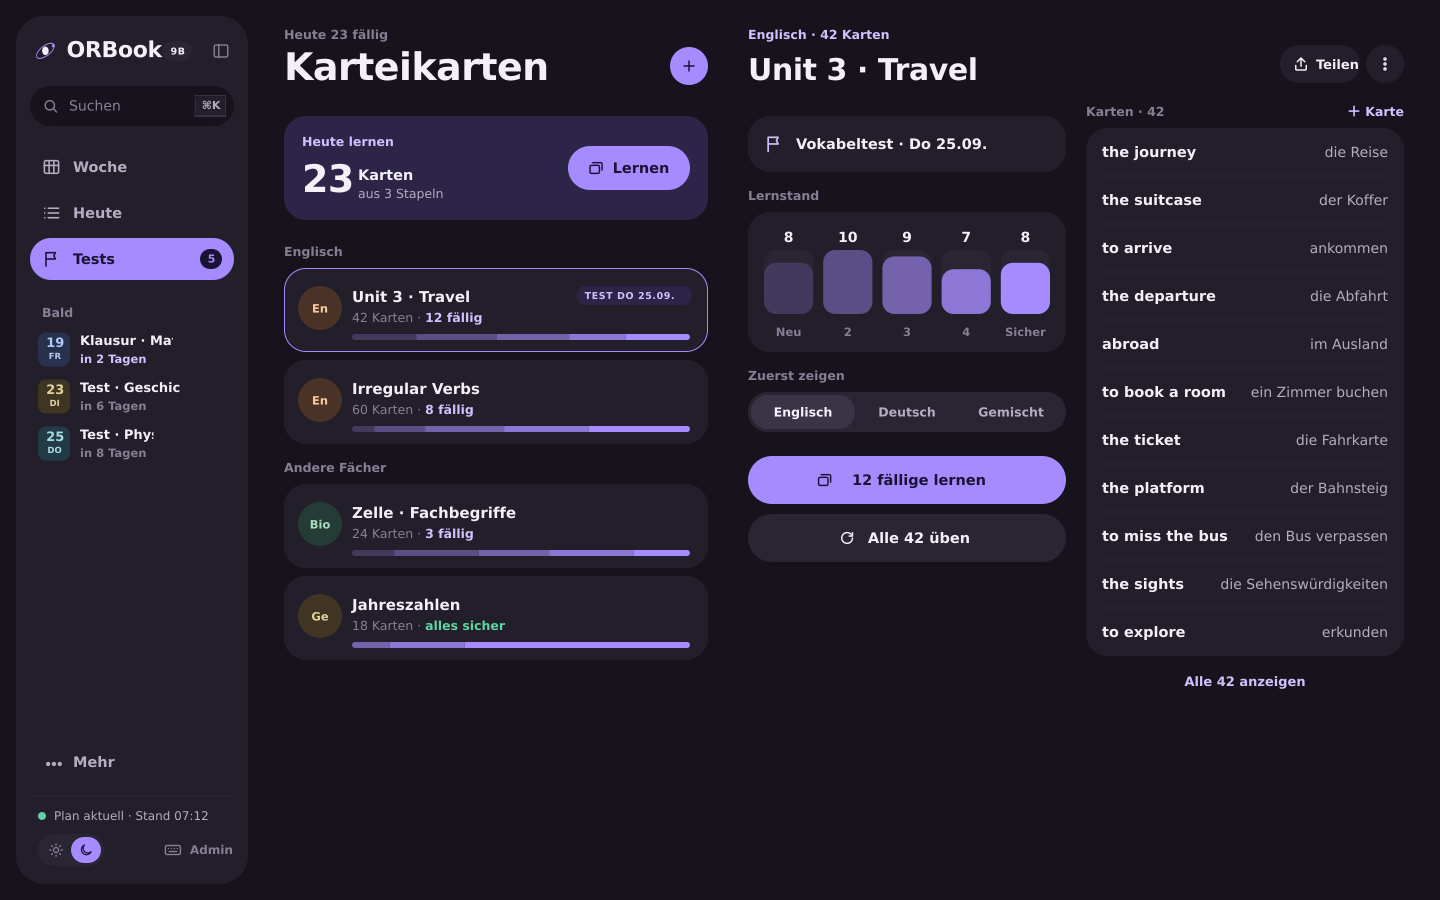 ORBook 9B
Suchen ⌘K
Woche
Heute
Tests 5
Bald
19 FR Klausur · Ma
in 2 Tagen
23 DI Test · Geschic
in 6 Tagen
25 DO Test · Phy
in 8 Tagen
Mehr
Plan aktuell · Stand 07:12
Admin
Heute 23 fällig
Karteikarten
Heute lernen
23 Karten
aus 3 Stapeln
Lernen
Englisch
En
Unit 3 · Travel
TEST DO 25.09.
42 Karten · 12 fällig
En
Irregular Verbs
60 Karten · 8 fällig
Andere Fächer
Bio
Zelle · Fachbegriffe
24 Karten · 3 fällig
Ge
Jahreszahlen
18 Karten · alles sicher
Englisch · 42 Karten
Unit 3 · Travel
Teilen
Vokabeltest · Do 25.09.
Lernstand
8 10 9 7 8
Neu 2 3 4 Sicher
Zuerst zeigen
Englisch Deutsch Gemischt
12 fällige lernen
Alle 42 üben
Karten · 42
+ Karte
the journey die Reise
the suitcase der Koffer
to arrive ankommen
the departure die Abfahrt
abroad im Ausland
to book a room ein Zimmer buchen
the ticket die Fahrkarte
the platform der Bahnsteig
to miss the bus den Bus verpassen
the sights die Sehenswürdigkeiten
to explore erkunden
Alle 42 anzeigen